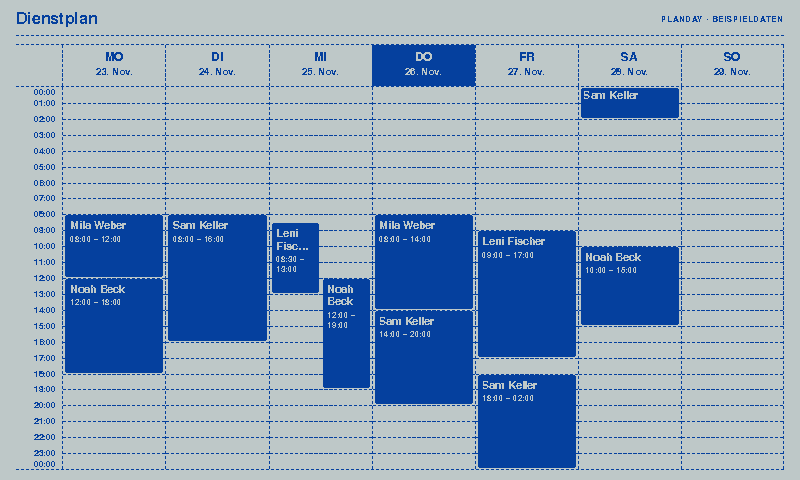 Dienstplan
PLANDAY · BEISPIELDATEN
MO
23. Nov.
DI
24. Nov.
MI
25. Nov.
DO
26. Nov.
FR
27. Nov.
SA
28. Nov.
SO
29. Nov.
00:00
01:00
02:00
03:00
04:00
05:00
06:00
07:00
08:00
09:00
10:00
11:00
12:00
13:00
14:00
15:00
16:00
17:00
18:00
19:00
20:00
21:00
22:00
23:00
00:00
Mila Weber
08:00 – 12:00
Noah Beck
12:00 – 18:00
Sam Keller
08:00 – 16:00
Leni
Fisc...
08:30 –
13:00
Noah
Beck
12:00 –
19:00
Mila Weber
08:00 – 14:00
Sam Keller
14:00 – 20:00
Leni Fischer
09:00 – 17:00
Sam Keller
18:00 – 02:00
Sam Keller
Noah Beck
10:00 – 15:00